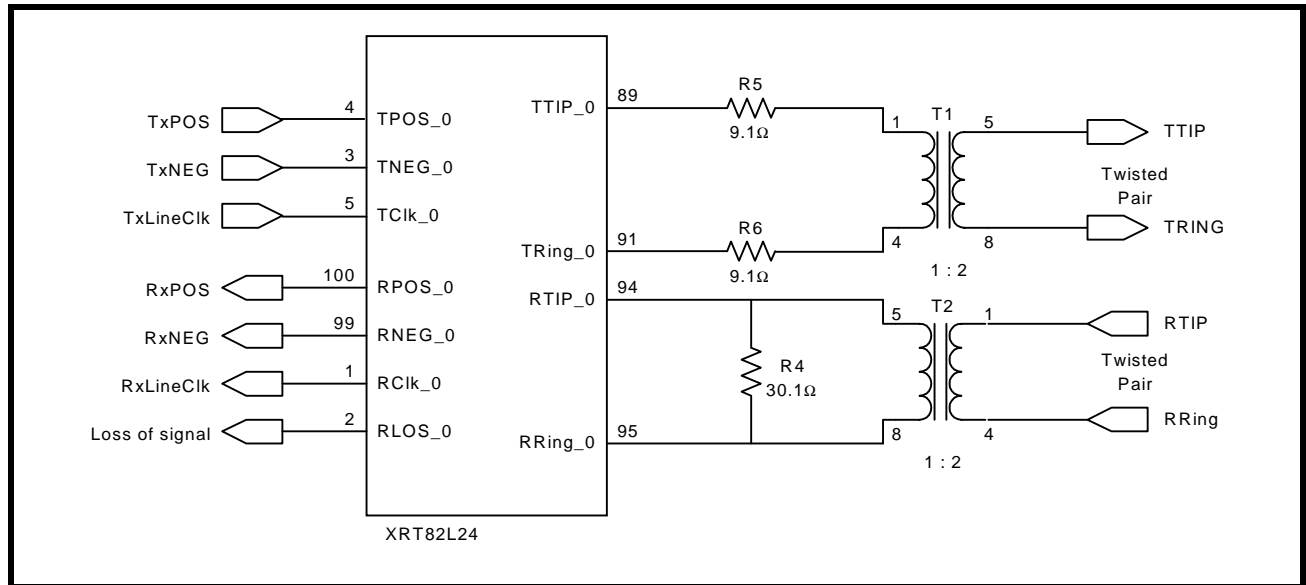 TxPOS
4
TPOS_0
TxNEG
3
TNEG_0
TxLineClk
5
TClk_0
RxPOS
100
RPOS_0
RxNEG
99
RNEG_0
RxLineClk
1
RClk_0
Loss of signal
2
RLOS_0
XRT82L24
TTIP_0
89
R5
9.1Ω
TRing_0
91
R6
9.1Ω
T1
1
5
4
8
1 : 2
TTIP
Twisted
Pair
TRING
RTIP_0
94
R4
30.1Ω
RRing_0
95
T2
5
1
8
4
1 : 2
RTIP
Twisted
Pair
RRing